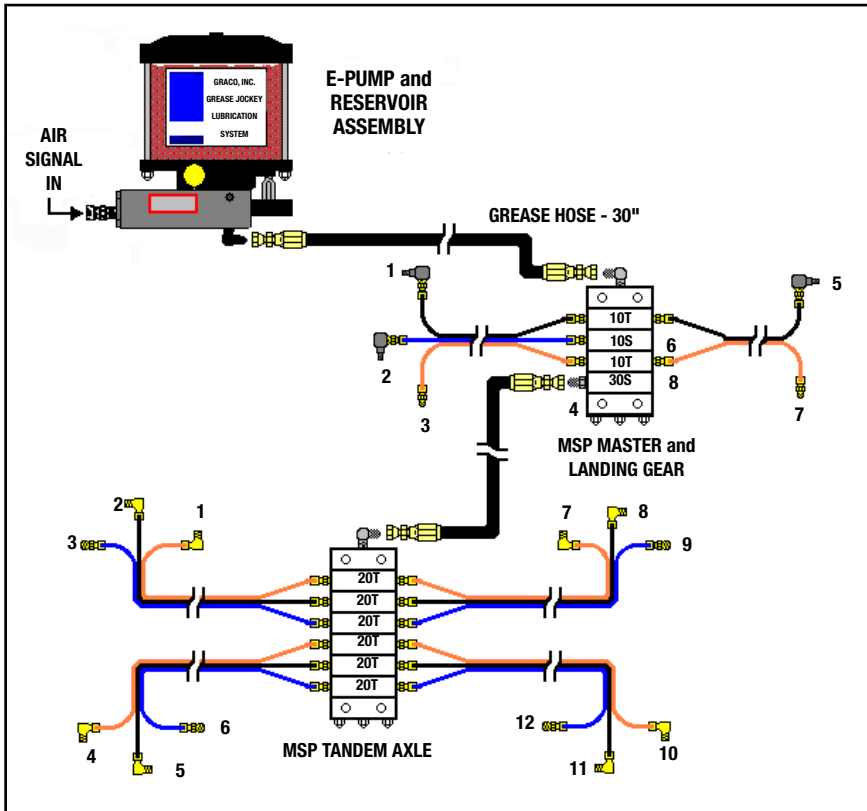 GRACO, INC.
GREASE JOCKEY
LUBRICATION
SYSTEM
E-PUMP and
RESERVOIR
ASSEMBLY
AIR
SIGNAL
IN
GREASE HOSE - 30"
1
5
10T
10S
6
2
10T
8
30S
3
4
7
MSP MASTER and
LANDING GEAR
2
1
7
8
3
9
20T
20T
20T
20T
20T
20T
4
6
5
12
10
11
MSP TANDEM AXLE